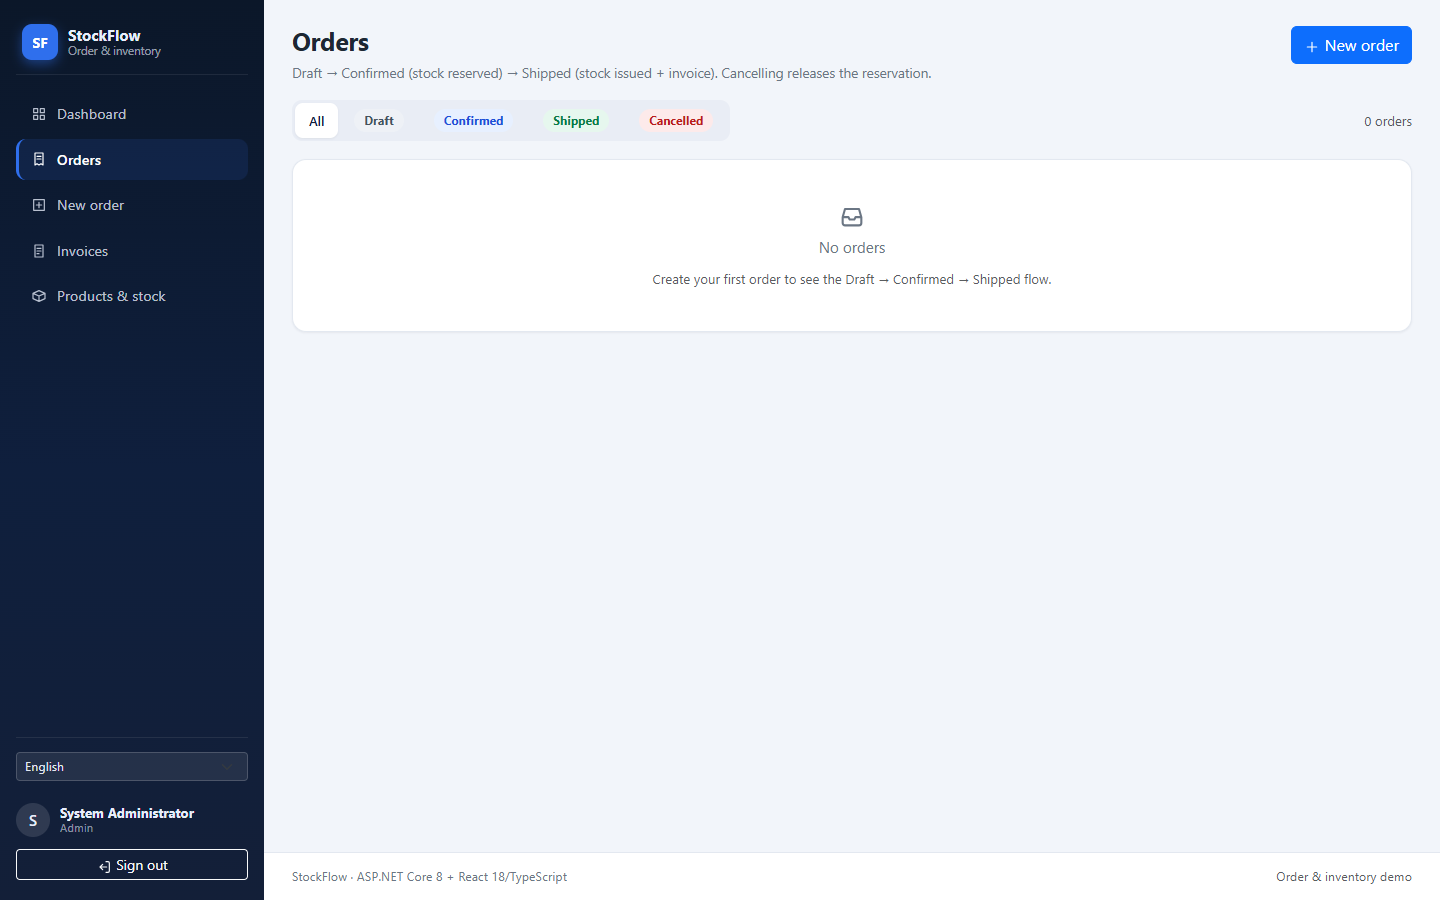 SF
StockFlow
Order & inventory
Dashboard
Orders
New order
Invoices
Products & stock
English
S
System Administrator
Admin
Sign out
Orders
Draft → Confirmed (stock reserved) → Shipped (stock issued + invoice). Cancelling releases the reservation.
+ New order
All
Draft
Confirmed
Shipped
Cancelled
0 orders
No orders
Create your first order to see the Draft → Confirmed → Shipped flow.
StockFlow · ASP.NET Core 8 + React 18/TypeScript
Order & inventory demo